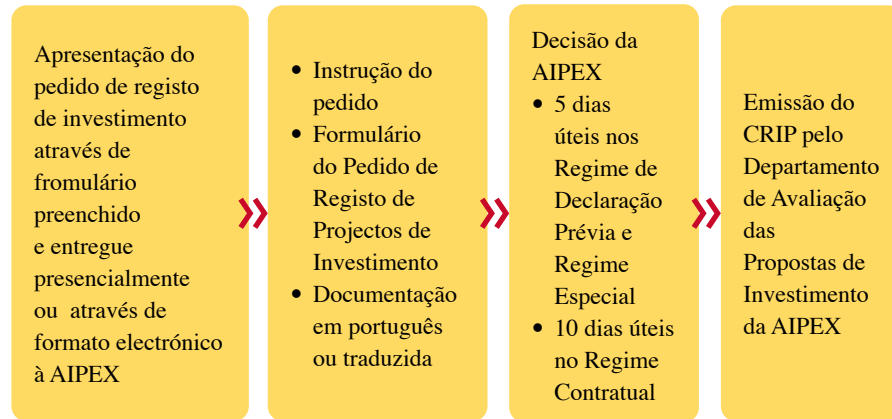 Apresentação do
pedido de registo
de investimento
através de
fromulário
preenchido
e entregue
presencialmente
ou através de
formato electrónico
à AIPEX
• Instrução do
pedido
• Formulário
do Pedido de
Registo de
Projectos de
Investimento
• Documentação
em português
ou traduzida
Decisão da
AIPEX
• 5 dias
úteis nos
Regime de
Declaração
Prévia e
Regime
Especial
• 10 dias úteis
no Regime
Contratual
Emissão do
CRIP pelo
Departamento
de Avaliação
das
Propostas de
Investimento
da AIPEX